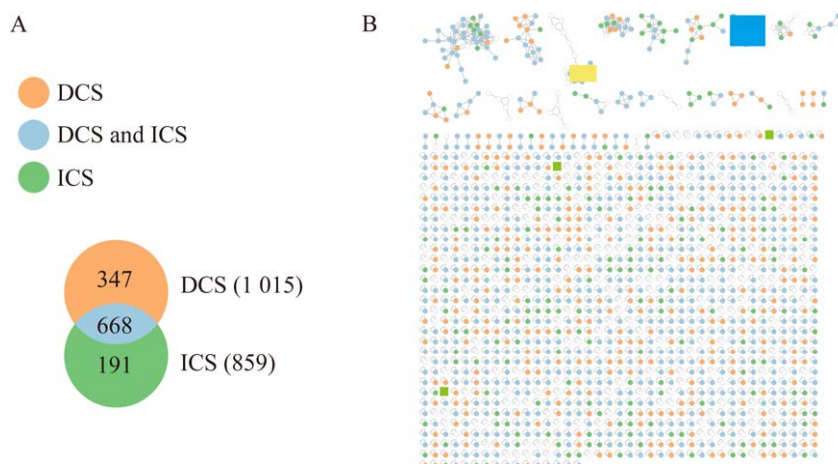 A
B
DCS
DCS and ICS
ICS
347
DCS (1 015)
668
191
ICS (859)